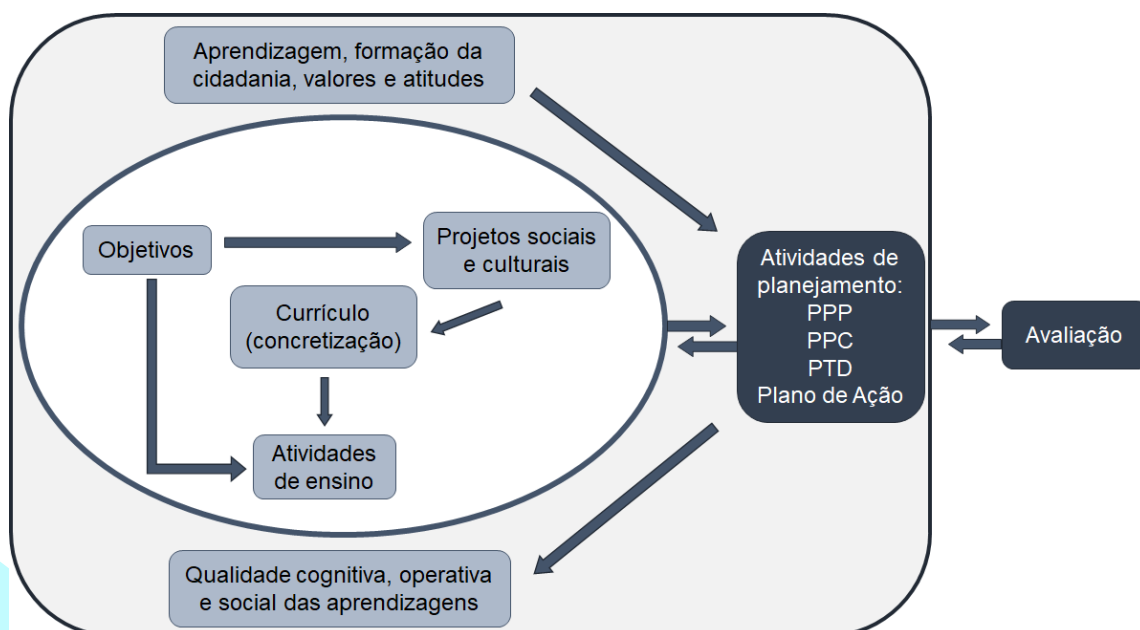 Aprendizagem, formação da
cidadania, valores e atitudes
Objetivos
Projetos sociais
e culturais
Currículo
(concretização)
Atividades
de ensino
Atividades de
planejamento:
PPP
PPC
PTD
Plano de Ação
Avaliação
Qualidade cognitiva, operativa
e social das aprendizagens